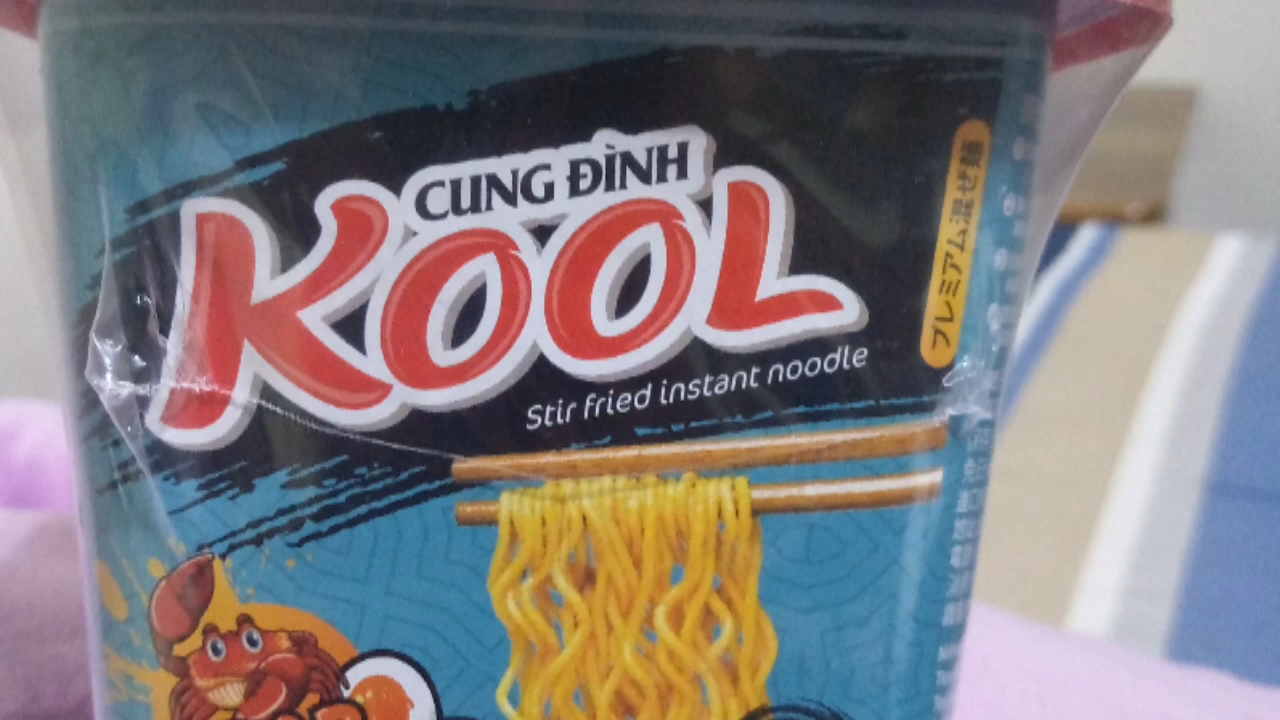 CUNG ĐÌNH
KOOL
Stir fried instant noodle
プレミアム混ぜ麺